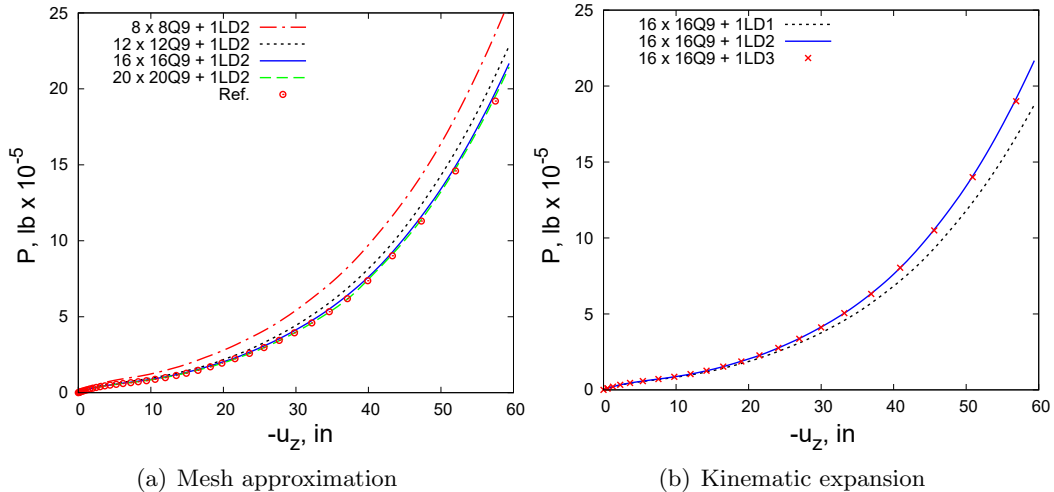 8 x 8Q9 + 1LD2
12 x 12Q9 + 1LD2
16 x 16Q9 + 1LD2
20 x 20Q9 + 1LD2
Ref.
25
20
15
10
5
0
P, lb x 10^-5
0 10 20 30 40 50 60
-u_z, in
(a) Mesh approximation
16 x 16Q9 + 1LD1
16 x 16Q9 + 1LD2
16 x 16Q9 + 1LD3
25
20
15
10
5
0
P, lb x 10^-5
0 10 20 30 40 50 60
-u_z, in
(b) Kinematic expansion